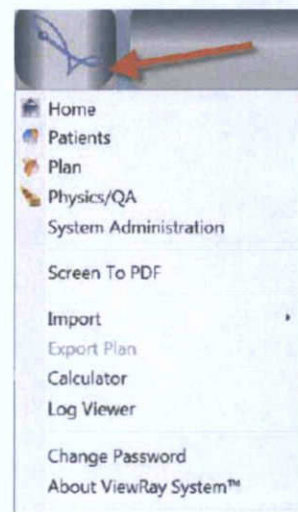 Home
Patients
Plan
Physics/QA
System Administration
Screen To PDF
Import
Export Plan
Calculator
Log Viewer
Change Password
About ViewRay System™